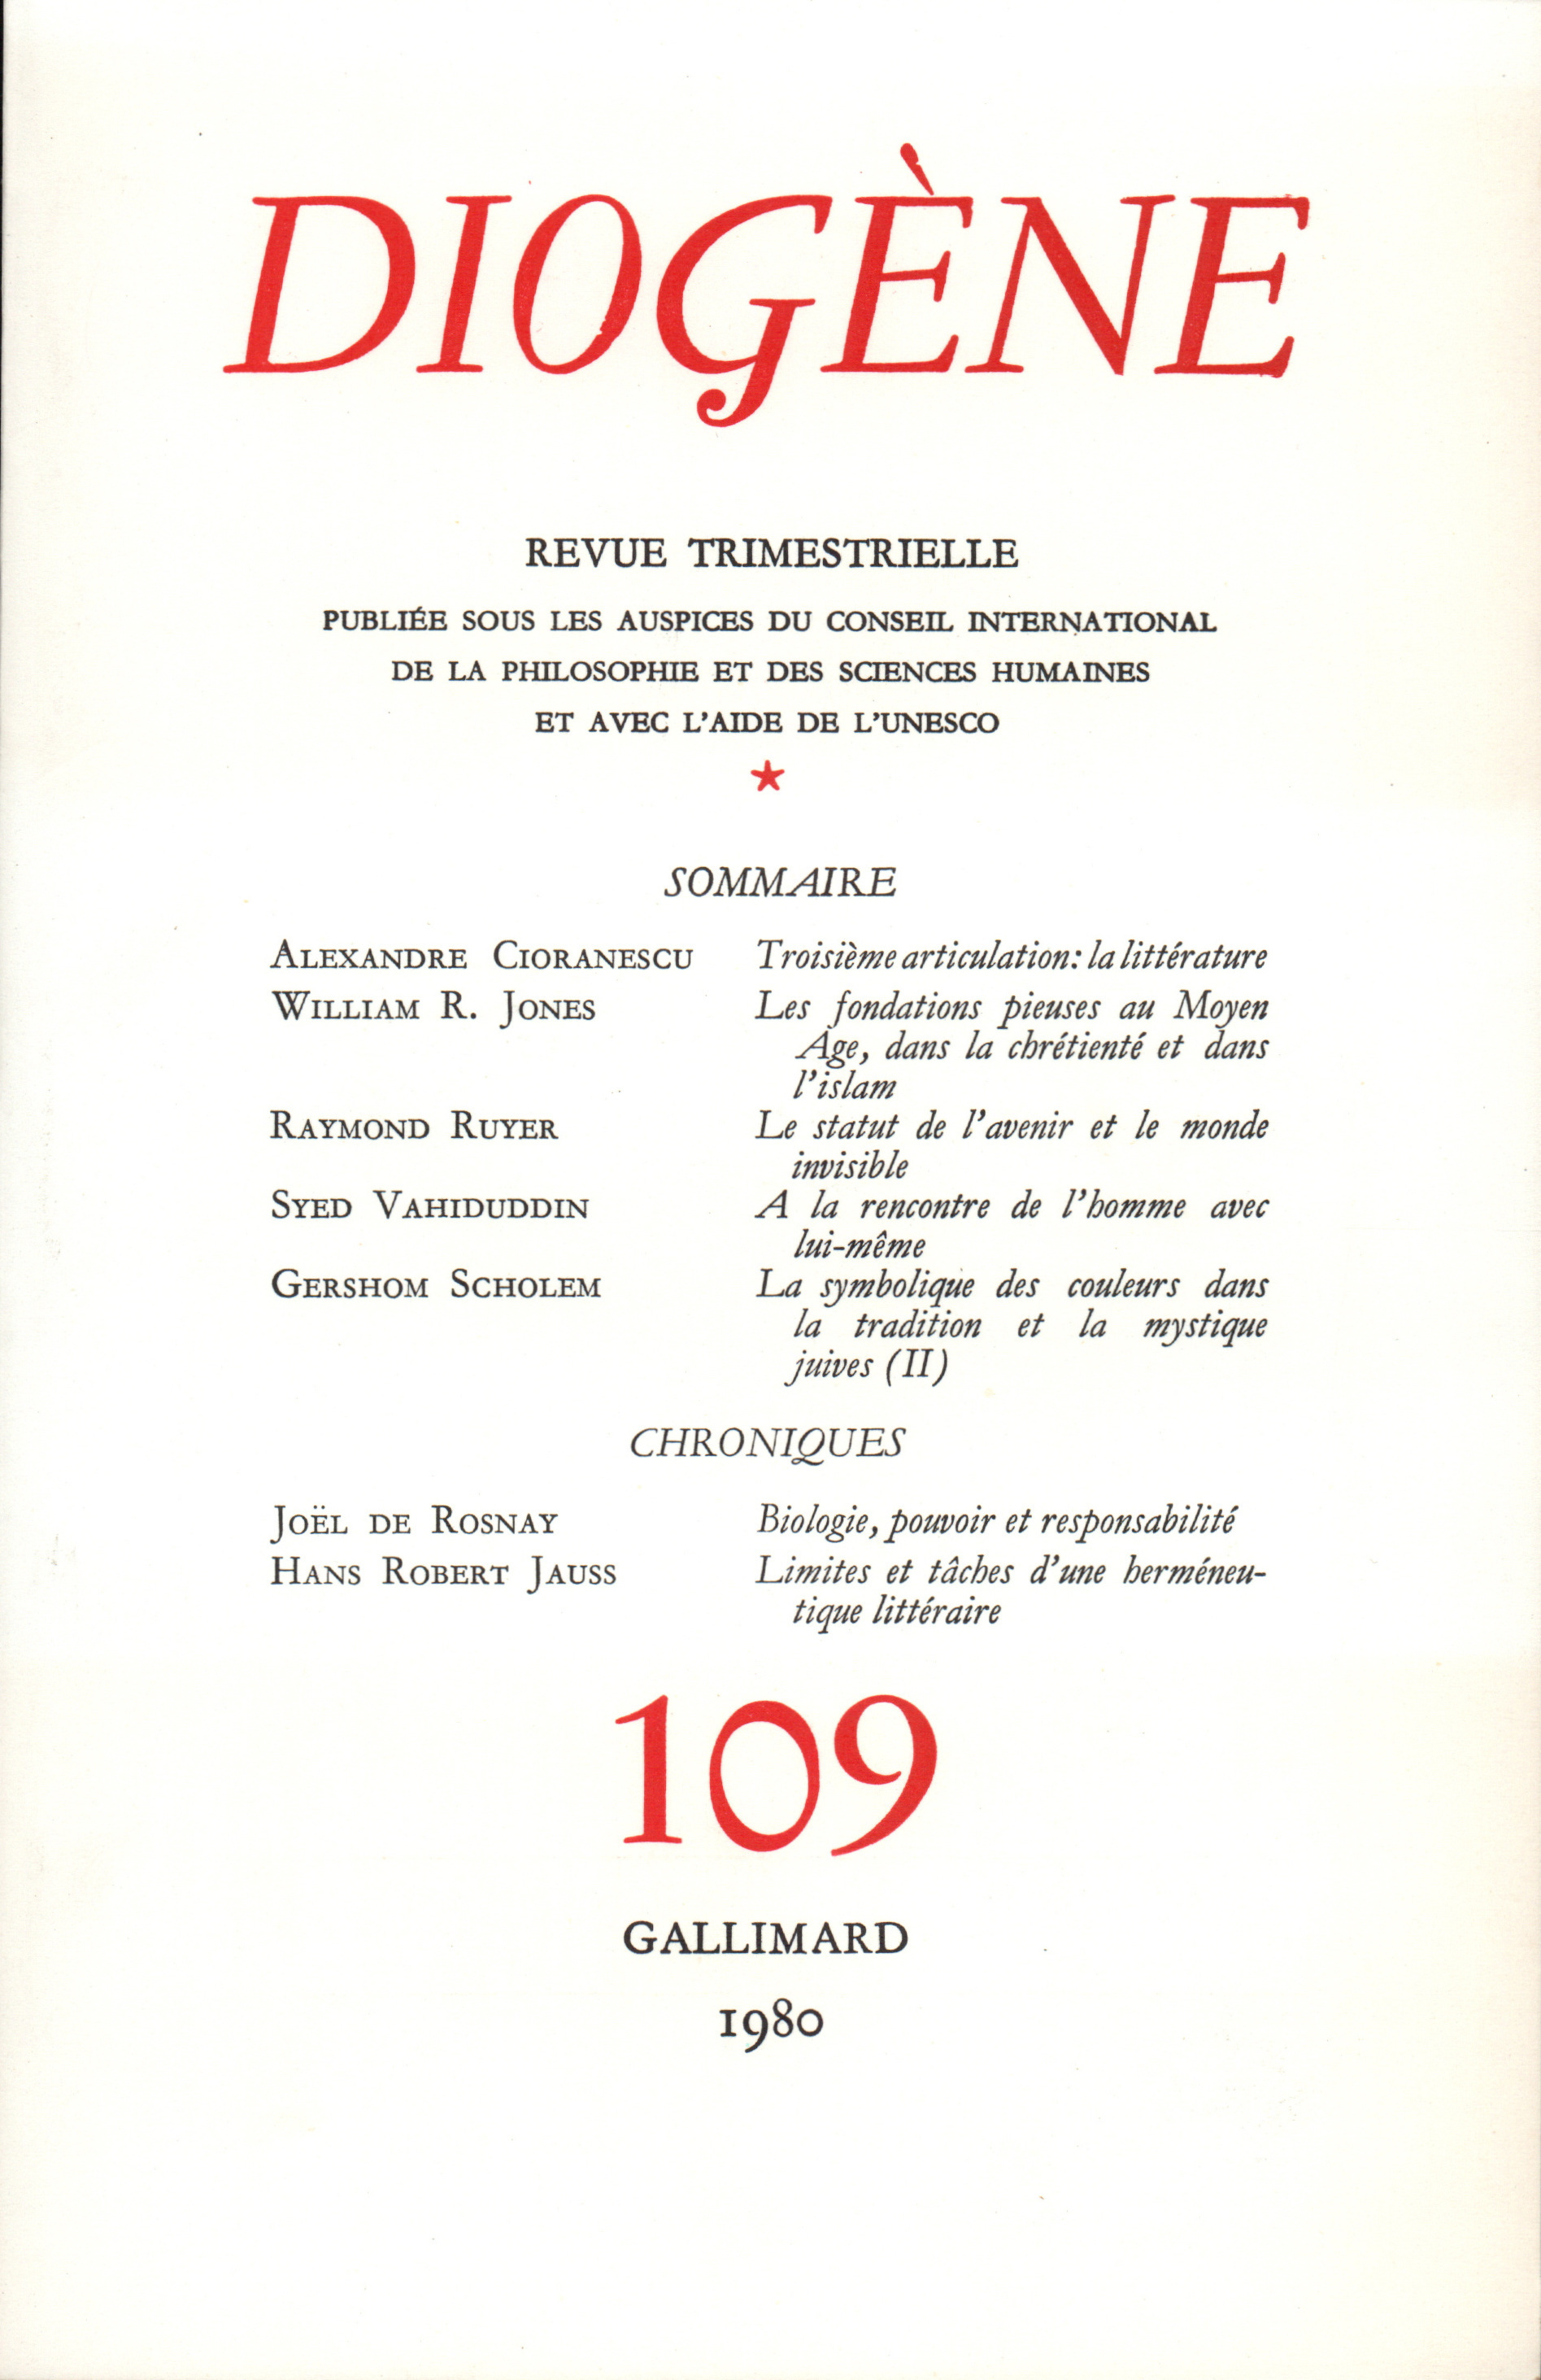 DIOGÈNE
REVUE TRIMESTRIELLE
PUBLIÉE SOUS LES AUSPICES DU CONSEIL INTERNATIONAL
DE LA PHILOSOPHIE ET DES SCIENCES HUMAINES
ET AVEC L'AIDE DE L'UNESCO
SOMMAIRE
ALEXANDRE CIORANESCU Troisième articulation: la littérature
WILLIAM R. JONES Les fondations pieuses au Moyen
Age, dans la chrétienté et dans
l'islam
RAYMOND RUYER Le statut de l'avenir et le monde
invisible
SYED VAHIDUDDIN A la rencontre de l'homme avec
lui-même
GERSHOM SCHOLEM La symbolique des couleurs dans
la tradition et la mystique
juives (II)
CHRONIQUES
JOËL DE ROSNAY Biologie, pouvoir et responsabilité
HANS ROBERT JAUSS Limites et tâches d'une herméneu-
tique littéraire
109
GALLIMARD
1980